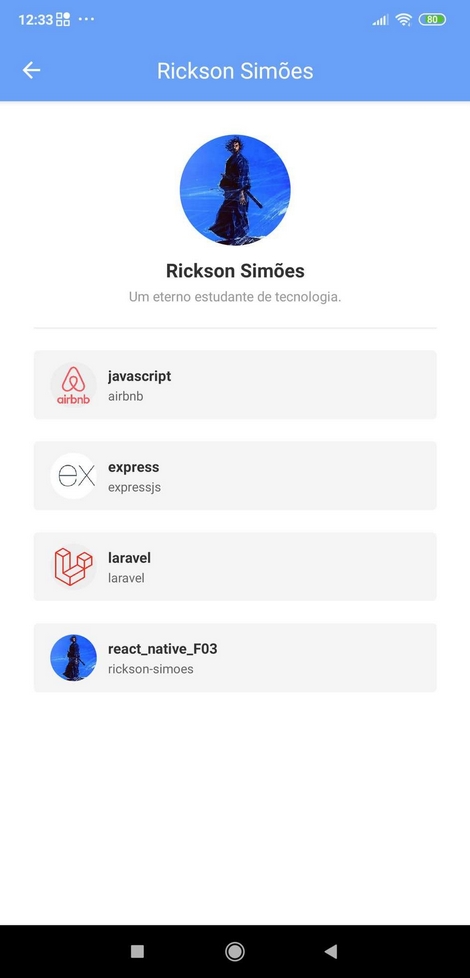 12:33
80
Rickson Simões
Rickson Simões
Um eterno estudante de tecnologia.
airbnb
javascript
airbnb
ex
express
expressjs
laravel
laravel
react_native_F03
rickson-simoes